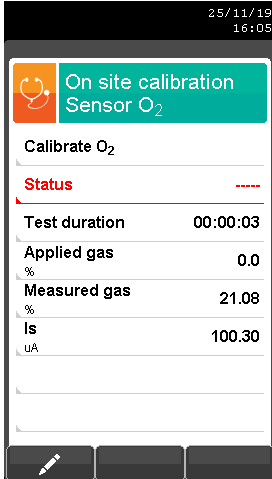 25/11/19
16:05
On site calibration
Sensor O₂
Calibrate O₂
Status -----
Test duration 00:00:03
Applied gas 0.0
%
Measured gas 21.08
%
Is 100.30
uA